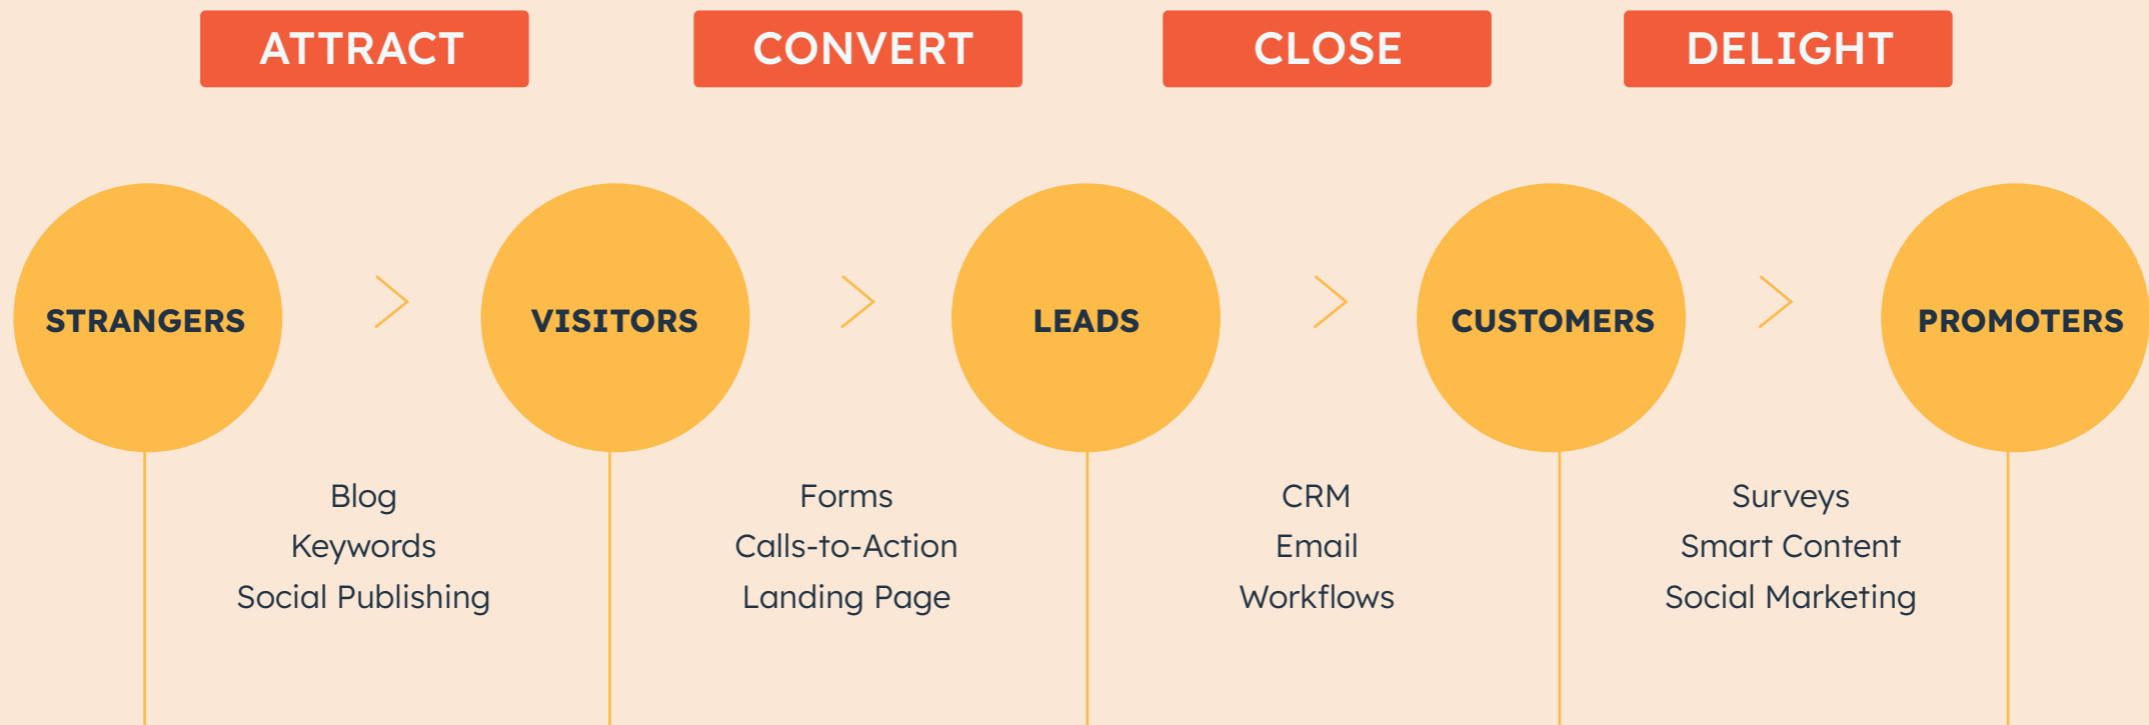 ATTRACT
CONVERT
CLOSE
DELIGHT
STRANGERS
VISITORS
LEADS
CUSTOMERS
PROMOTERS
Blog
Keywords
Social Publishing
Forms
Calls-to-Action
Landing Page
CRM
Email
Workflows
Surveys
Smart Content
Social Marketing